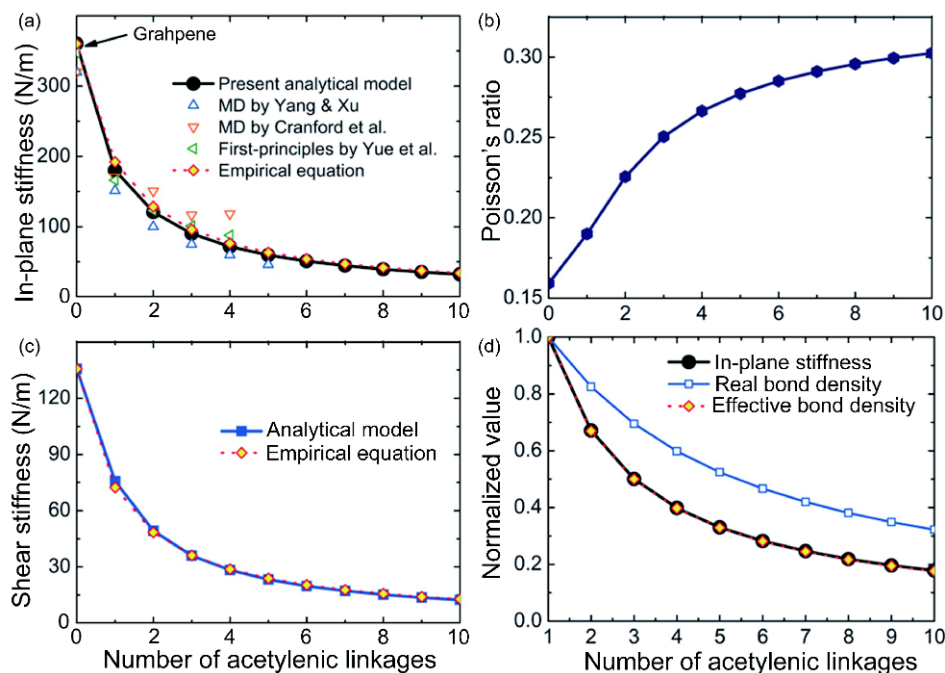 (a)
Grahpene
In-plane stiffness (N/m)
300
200
100
0
Present analytical model
MD by Yang & Xu
MD by Cranford et al.
First-principles by Yue et al.
Empirical equation
0 2 4 6 8 10
(b)
Poisson's ratio
0.30
0.25
0.20
0.15
0 2 4 6 8 10
(c)
Shear stiffness (N/m)
120
90
60
30
0
Analytical model
Empirical equation
0 2 4 6 8 10
Number of acetylenic linkages
(d)
Normalized value
1.0
0.8
0.6
0.4
0.2
0.0
In-plane stiffness
Real bond density
Effective bond density
1 2 3 4 5 6 7 8 9 10
Number of acetylenic linkages